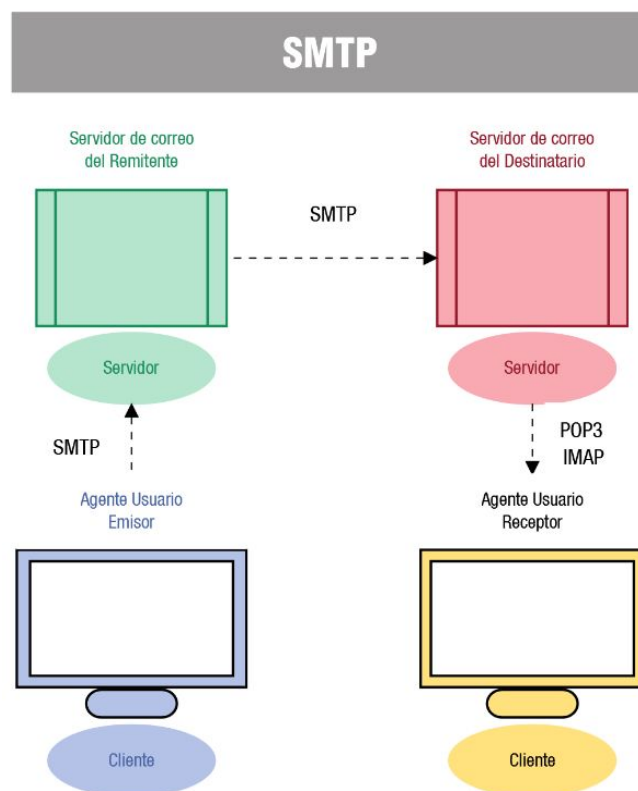 SMTP
Servidor de correo
del Remitente
Servidor de correo
del Destinatario
SMTP
Servidor
Servidor
SMTP
POP3
IMAP
Agente Usuario
Emisor
Agente Usuario
Receptor
Cliente
Cliente